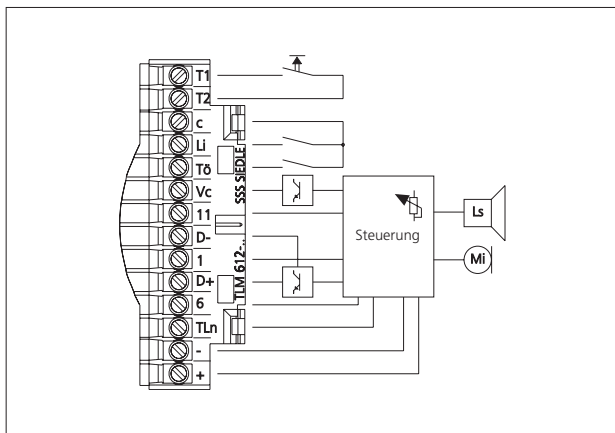 T1
T2
c
Li
Tö
Vc
11
D-
1
D+
6
TLn
-
+
SSS SIEDLE
TLM 612-..
Steuerung
Ls
Mi